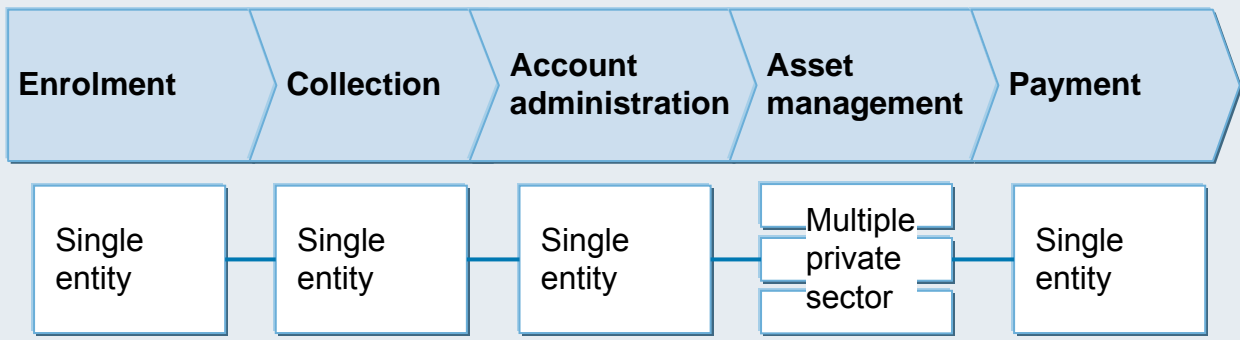 Enrolment
Collection
Account
administration
Asset
management
Payment
Single
entity
Single
entity
Single
entity
Multiple
private
sector
Single
entity